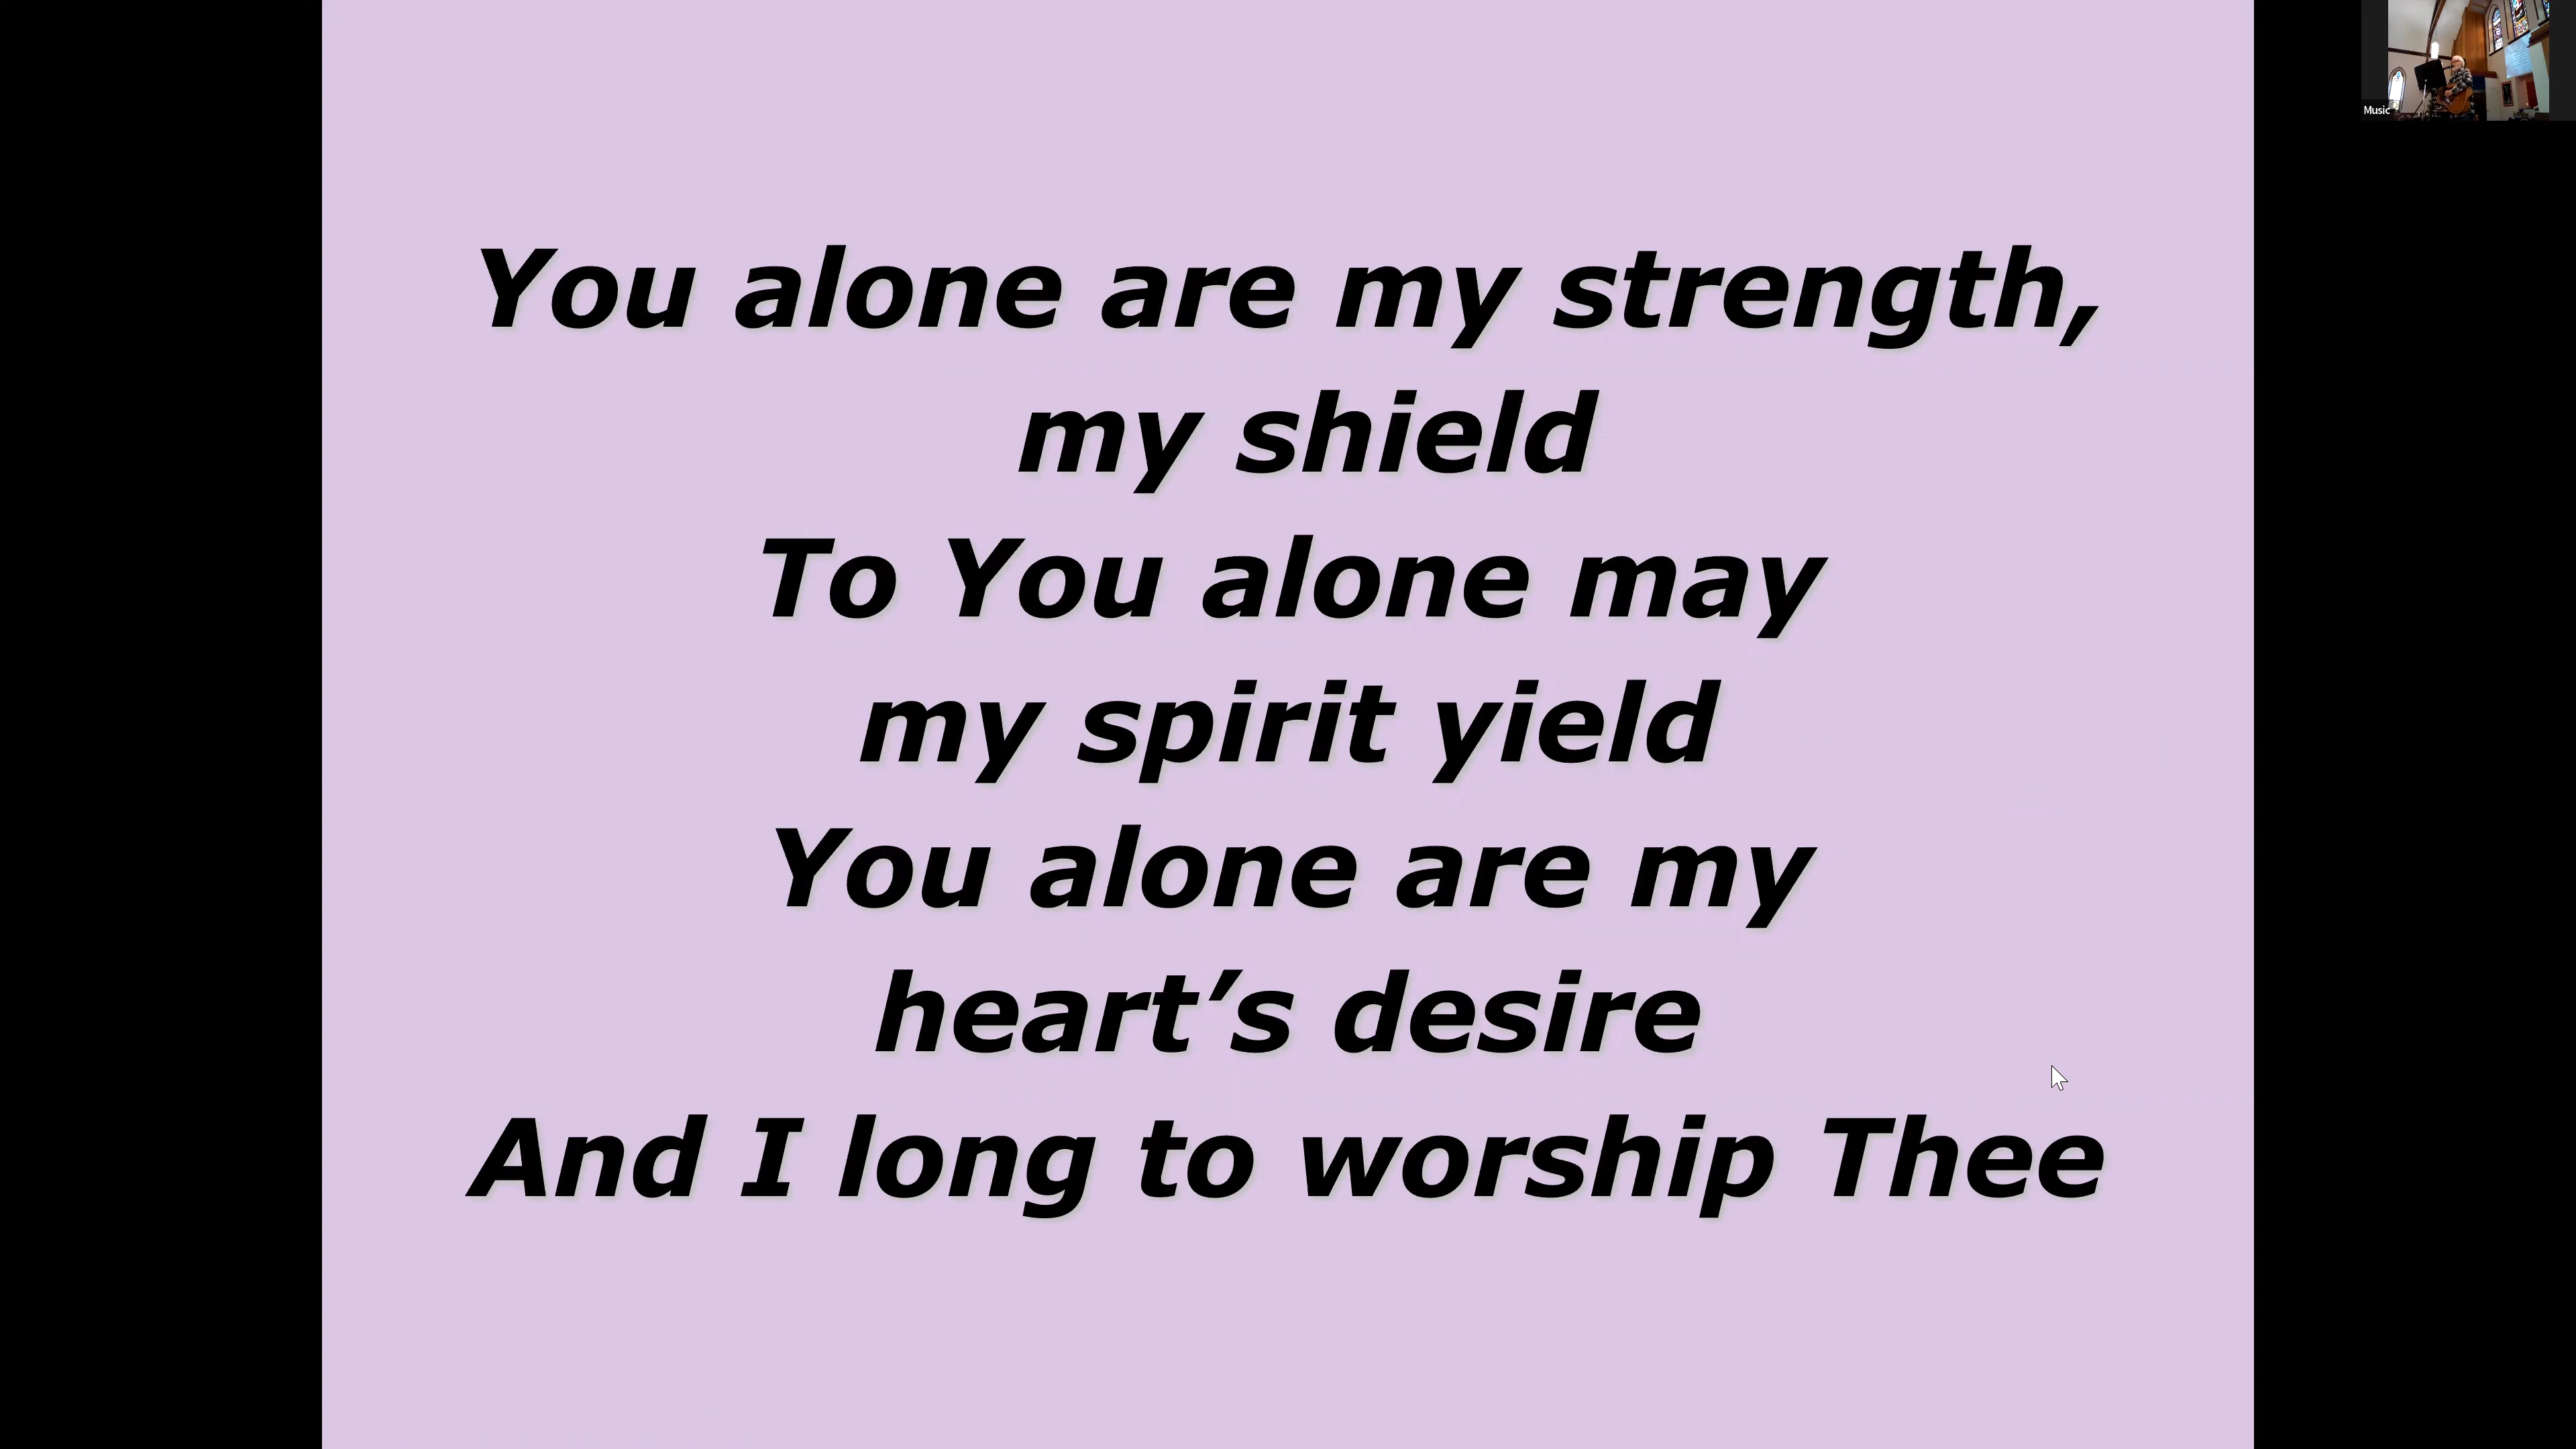 Music
You alone are my strength,
my shield
To You alone may
my spirit yield
You alone are my
heart’s desire
And I long to worship Thee